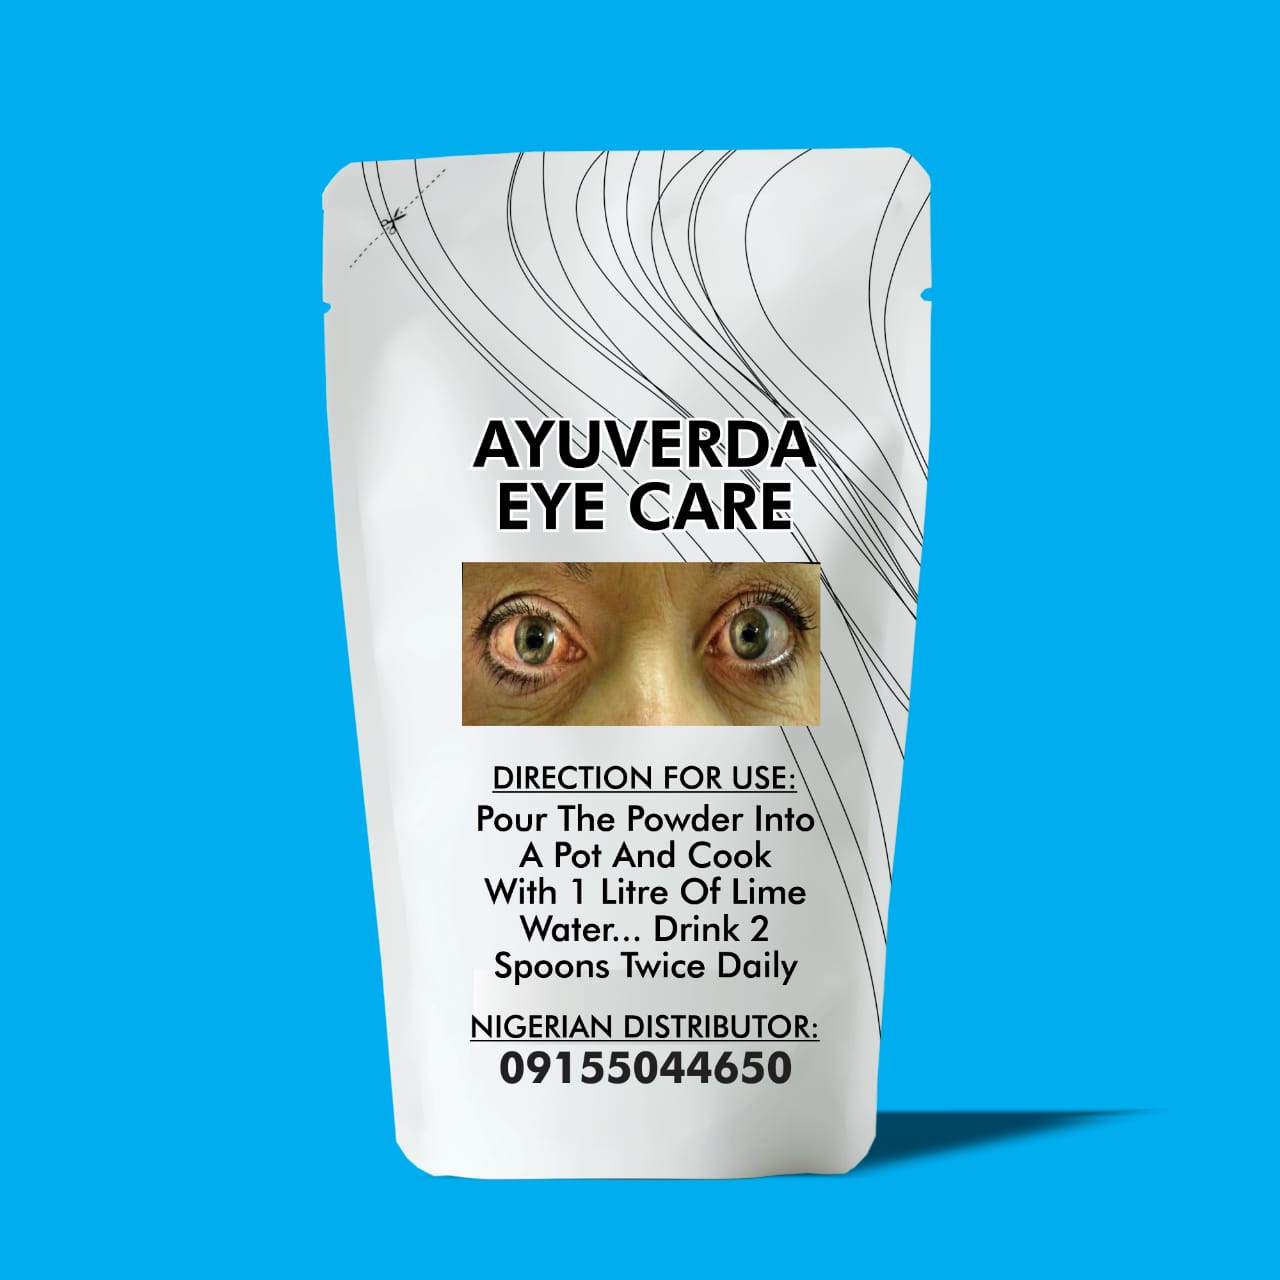 AYUVERDA
EYE CARE
DIRECTION FOR USE:
Pour The Powder Into
A Pot And Cook
With 1 Litre Of Lime
Water... Drink 2
Spoons Twice Daily
NIGERIAN DISTRIBUTOR:
09155044650